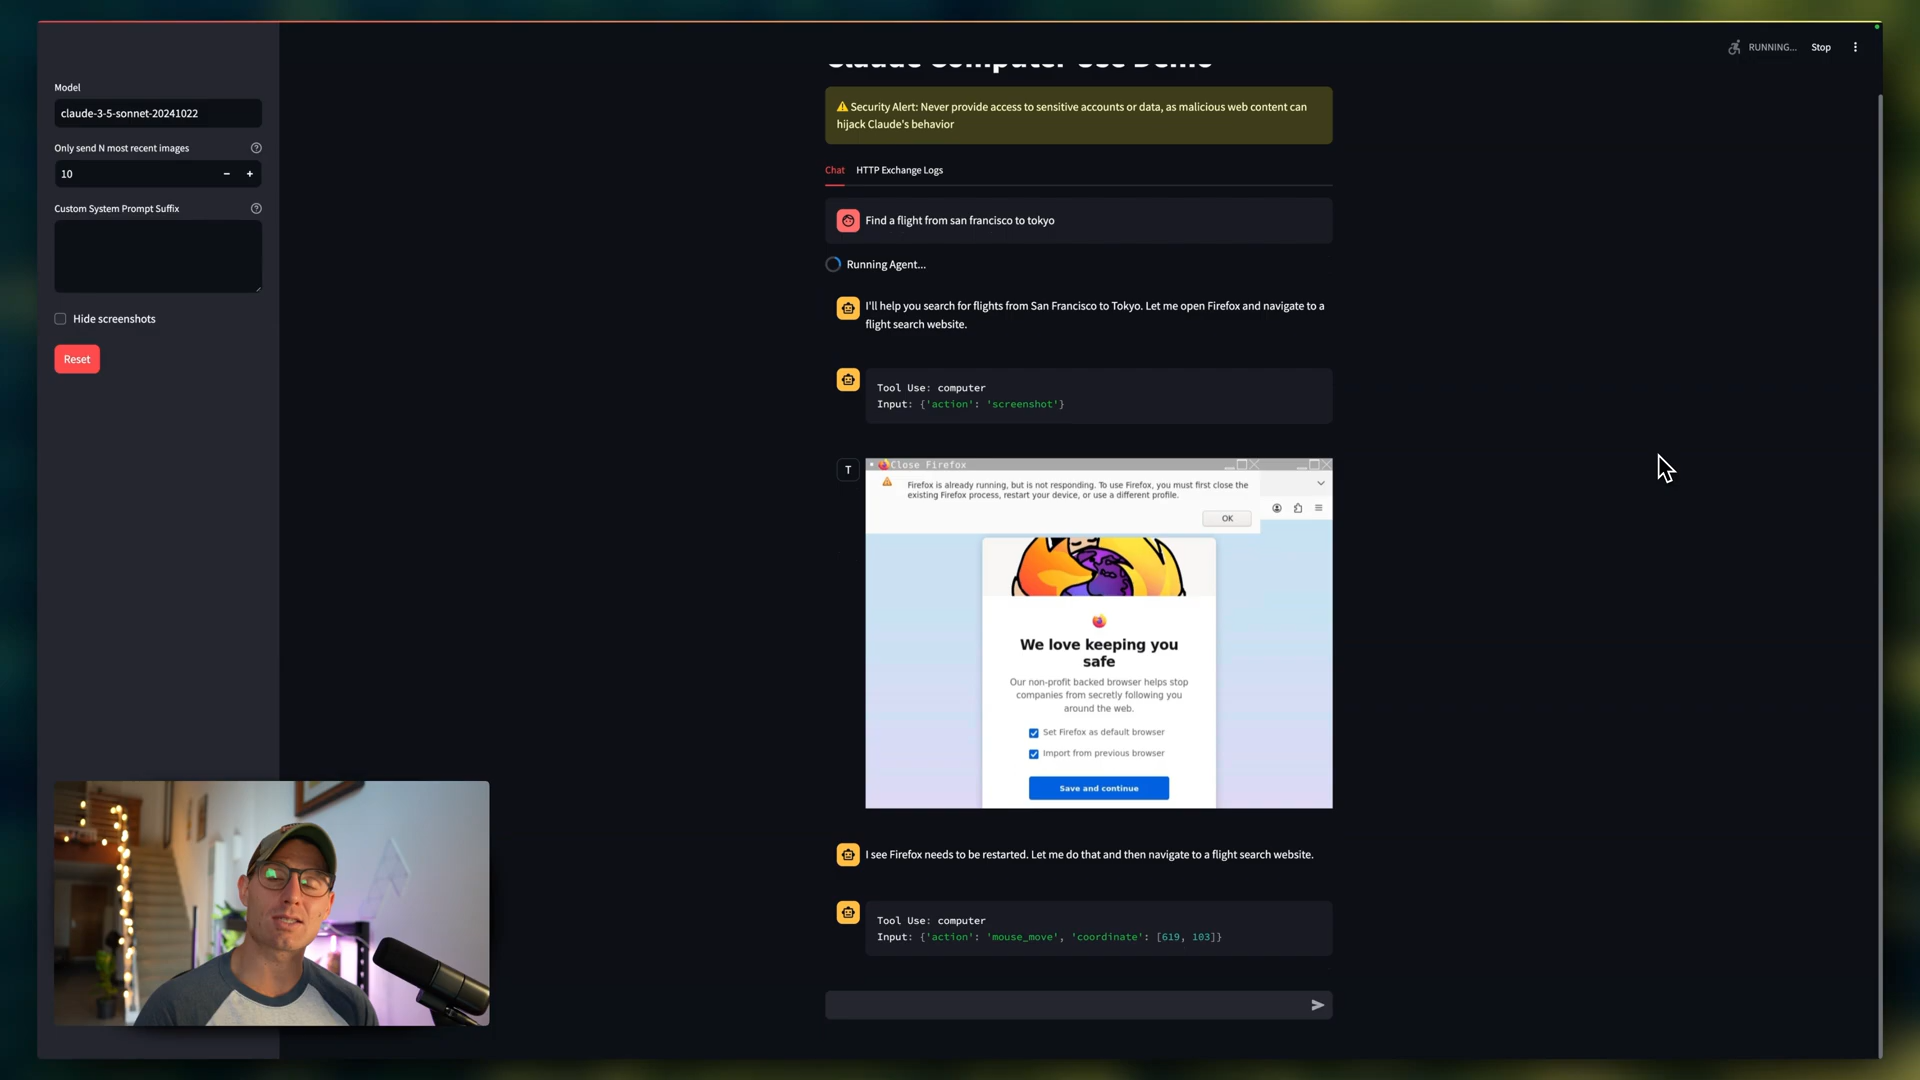 RUNNING...
Stop
Model
claude-3-5-sonnet-20241022
Only send N most recent images
10
Custom System Prompt Suffix
Hide screenshots
Reset
Claude Computer Use Demo
⚠️ Security Alert: Never provide access to sensitive accounts or data, as malicious web content can
hijack Claude's behavior
Chat
HTTP Exchange Logs
Find a flight from san francisco to tokyo
Running Agent...
I'll help you search for flights from San Francisco to Tokyo. Let me open Firefox and navigate to a
flight search website.
Tool Use: computer
Input: {'action': 'screenshot'}
T
Close Firefox
Firefox is already running, but is not responding. To use Firefox, you must first close the
existing Firefox process, restart your device, or use a different profile.
OK
We love keeping you
safe
Our non-profit backed browser helps stop
companies from secretly following you
around the web.
Set Firefox as default browser
Import from previous browser
Save and continue
I see Firefox needs to be restarted. Let me do that and then navigate to a flight search website.
Tool Use: computer
Input: {'action': 'mouse_move', 'coordinate': [619, 103]}